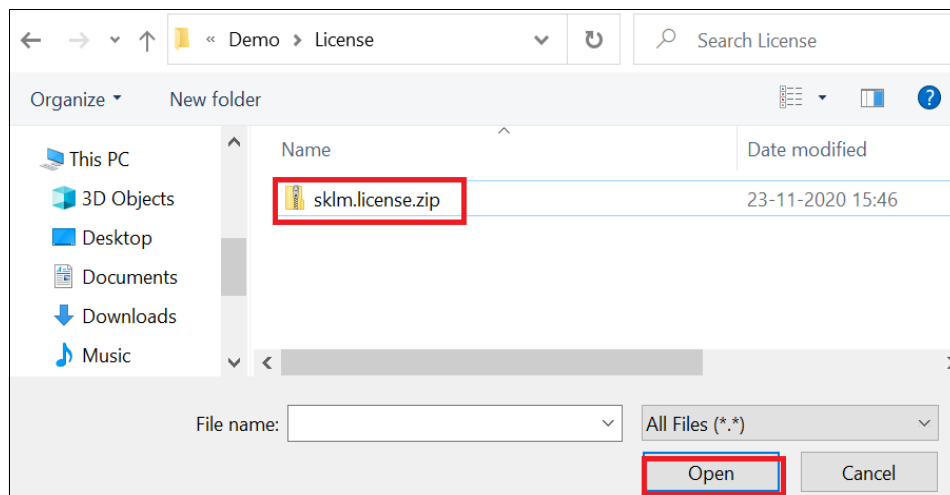 « Demo > License
Search License
Organize
New folder
?
This PC
Name
Date modified
3D Objects
sklm.license.zip
23-11-2020 15:46
Desktop
Documents
Downloads
Music
File name:
All Files (*.*)
Open
Cancel